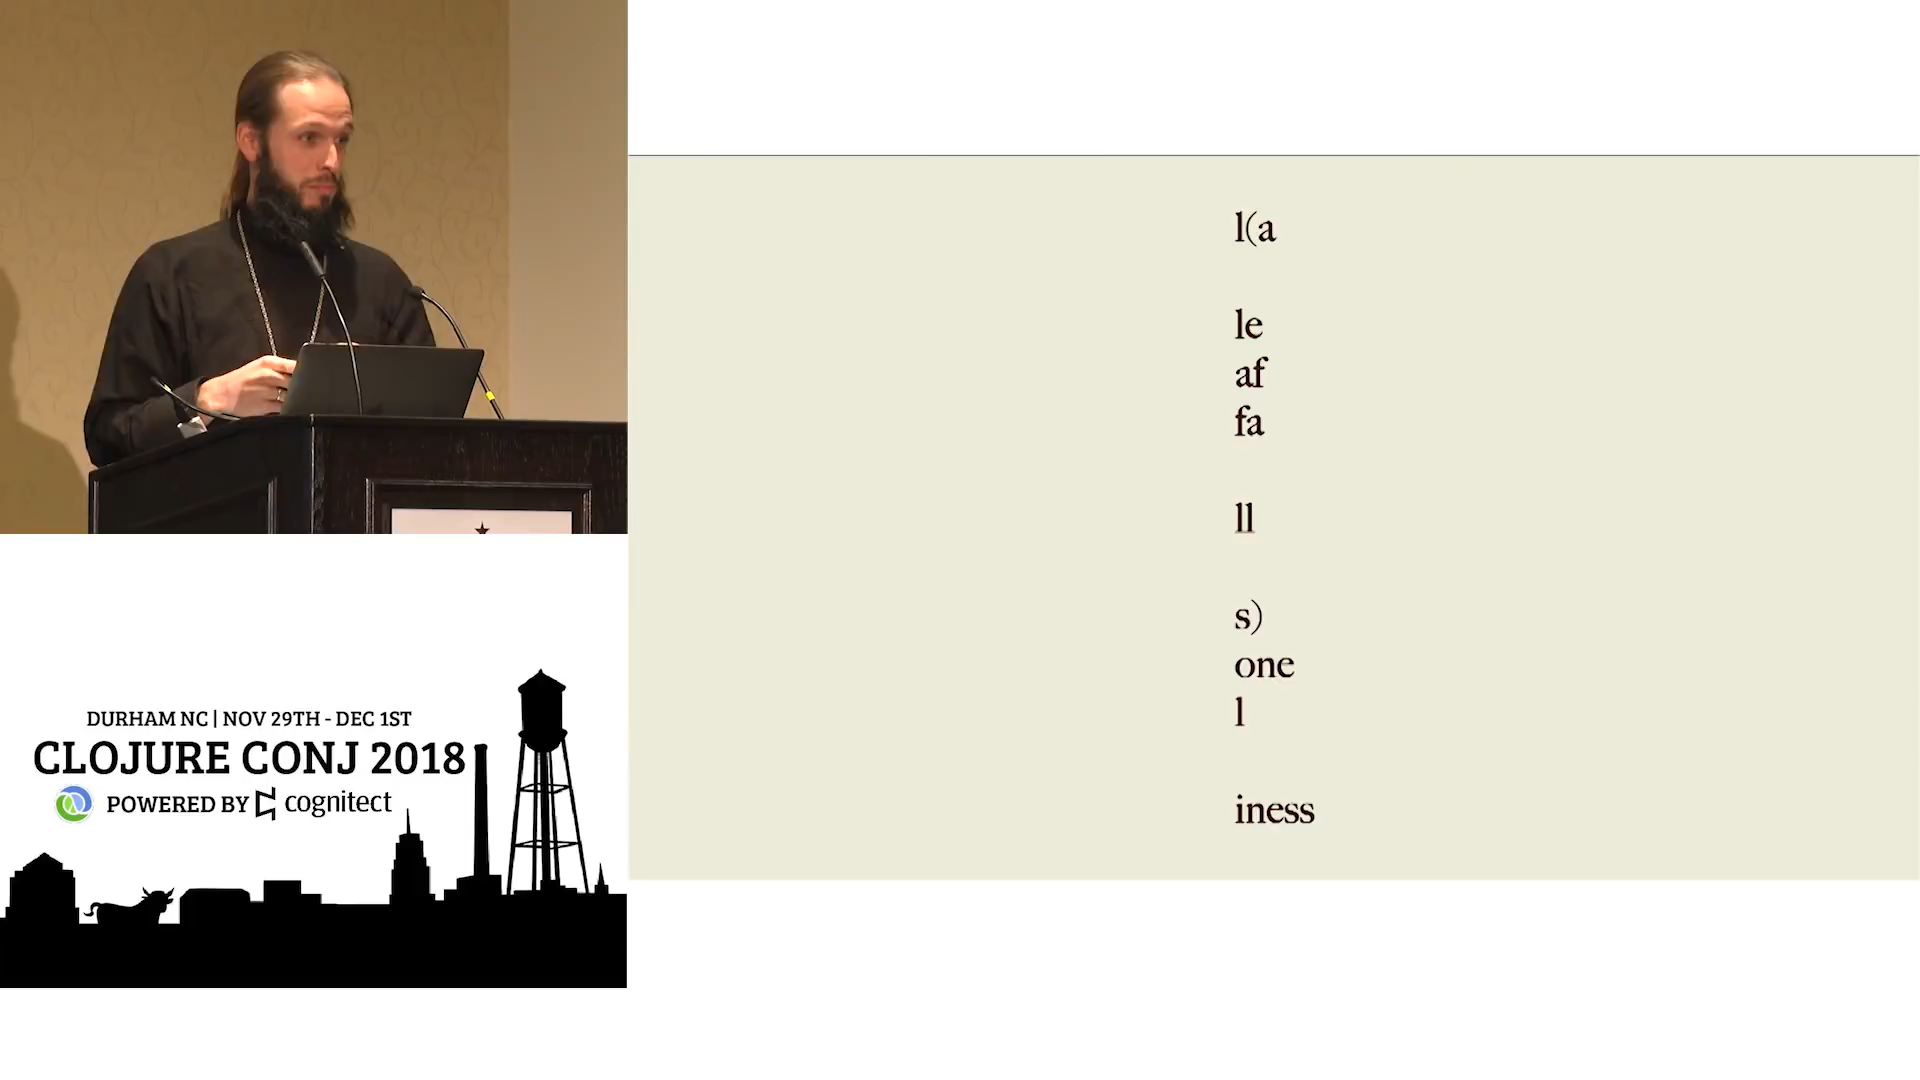 l(a
le
af
fa
ll
s)
one
l
iness
DURHAM NC | NOV 29TH - DEC 1ST
CLOJURE CONJ 2018
POWERED BY cognitect